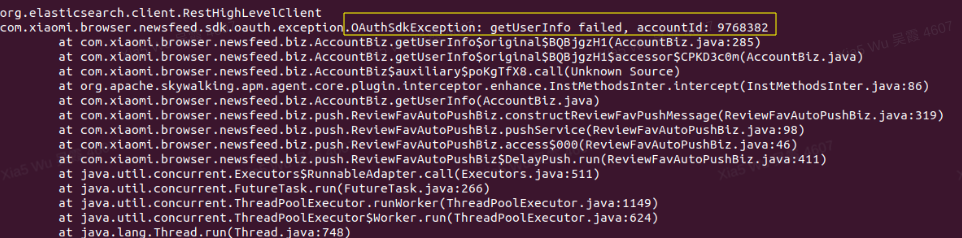 org.elasticsearch.client.RestHighLevelClient
com.xiaomi.browser.newsfeed.sdk.oauth.exception.OAuthSdkException: getUserInfo failed, accountId: 9768382
at com.xiaomi.browser.newsfeed.biz.AccountBiz.getUserInfo$original$BQBjgzH1(AccountBiz.java:285)
at com.xiaomi.browser.newsfeed.biz.AccountBiz.getUserInfo$original$BQBjgzH1$accessor$CPKD3c0m(AccountBiz.java)
at com.xiaomi.browser.newsfeed.biz.AccountBiz$auxiliary$poKgTfX8.call(Unknown Source)
at org.apache.skywalking.apm.agent.core.plugin.interceptor.enhance.InstMethodsInter.intercept(InstMethodsInter.java:86)
at com.xiaomi.browser.newsfeed.biz.AccountBiz.getUserInfo(AccountBiz.java)
at com.xiaomi.browser.newsfeed.biz.push.ReviewFavAutoPushBiz.constructReviewFavPushMessage(ReviewFavAutoPushBiz.java:319)
at com.xiaomi.browser.newsfeed.biz.push.ReviewFavAutoPushBiz.pushService(ReviewFavAutoPushBiz.java:98)
at com.xiaomi.browser.newsfeed.biz.push.ReviewFavAutoPushBiz.access$000(ReviewFavAutoPushBiz.java:46)
at com.xiaomi.browser.newsfeed.biz.push.ReviewFavAutoPushBiz$DelayPush.run(ReviewFavAutoPushBiz.java:411)
at java.util.concurrent.Executors$RunnableAdapter.call(Executors.java:511)
at java.util.concurrent.FutureTask.run(FutureTask.java:266)
at java.util.concurrent.ThreadPoolExecutor.runWorker(ThreadPoolExecutor.java:1149)
at java.util.concurrent.ThreadPoolExecutor$Worker.run(ThreadPoolExecutor.java:624)
at java.lang.Thread.run(Thread.java:748)